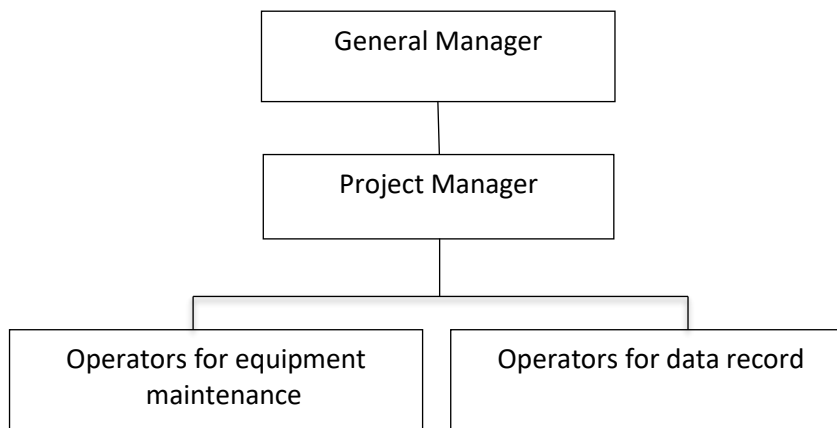 General Manager
Project Manager
Operators for equipment
maintenance
Operators for data record